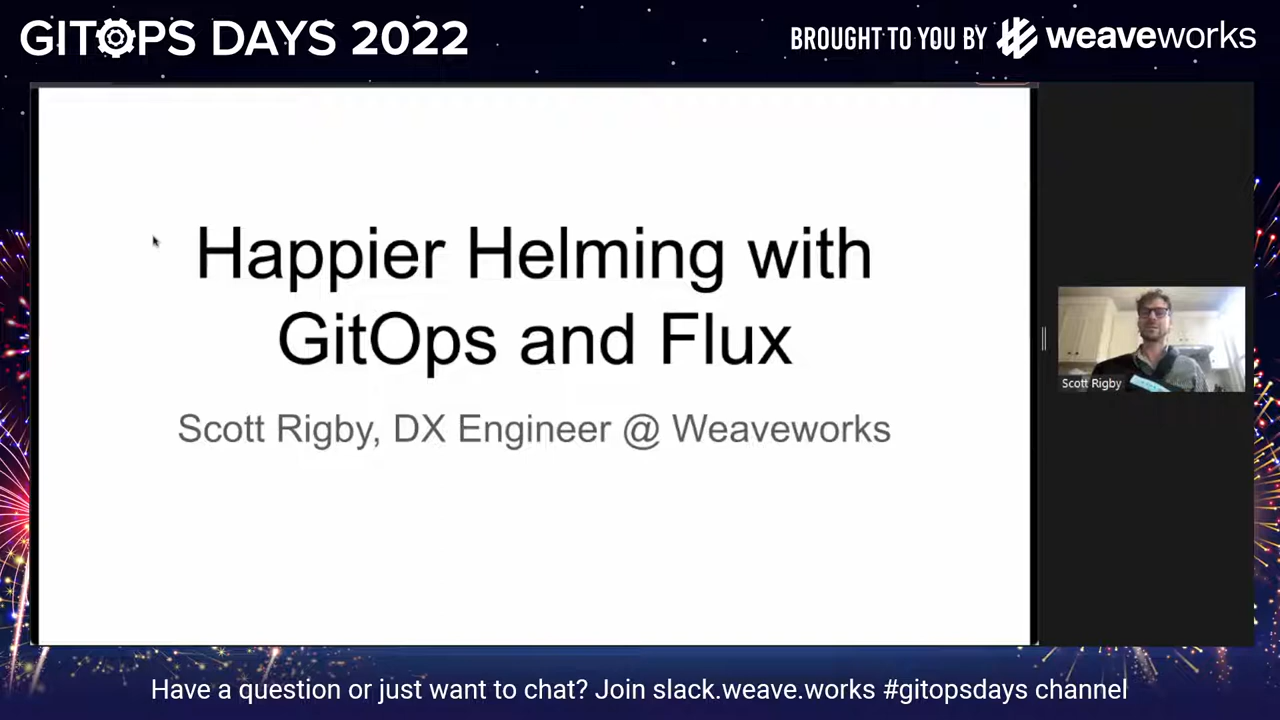 GITOPS DAYS 2022
BROUGHT TO YOU BY weaveworks
Happier Helming with
GitOps and Flux
Scott Rigby, DX Engineer @ Weaveworks
Scott Rigby
Have a question or just want to chat? Join slack.weave.works #gitopsdays channel